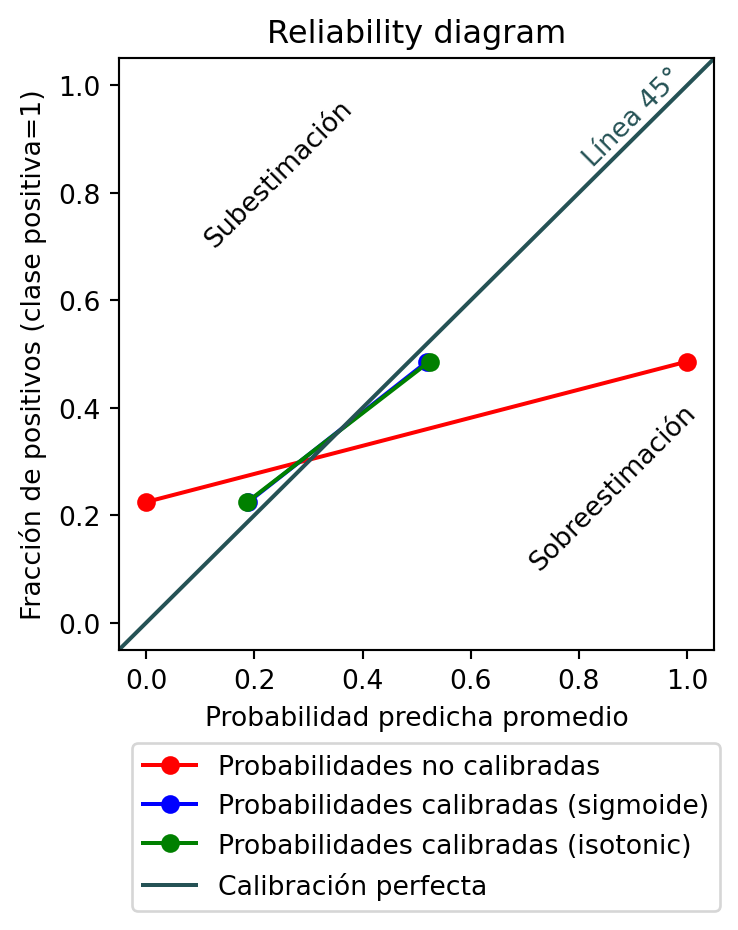 Reliability diagram
Fracción de positivos (clase positiva=1)
1.0
0.8
0.6
0.4
0.2
0.0
Subestimación
Línea 45°
Sobreestimación
0.0 0.2 0.4 0.6 0.8 1.0
Probabilidad predicha promedio
Probabilidades no calibradas
Probabilidades calibradas (sigmoide)
Probabilidades calibradas (isotonic)
Calibración perfecta